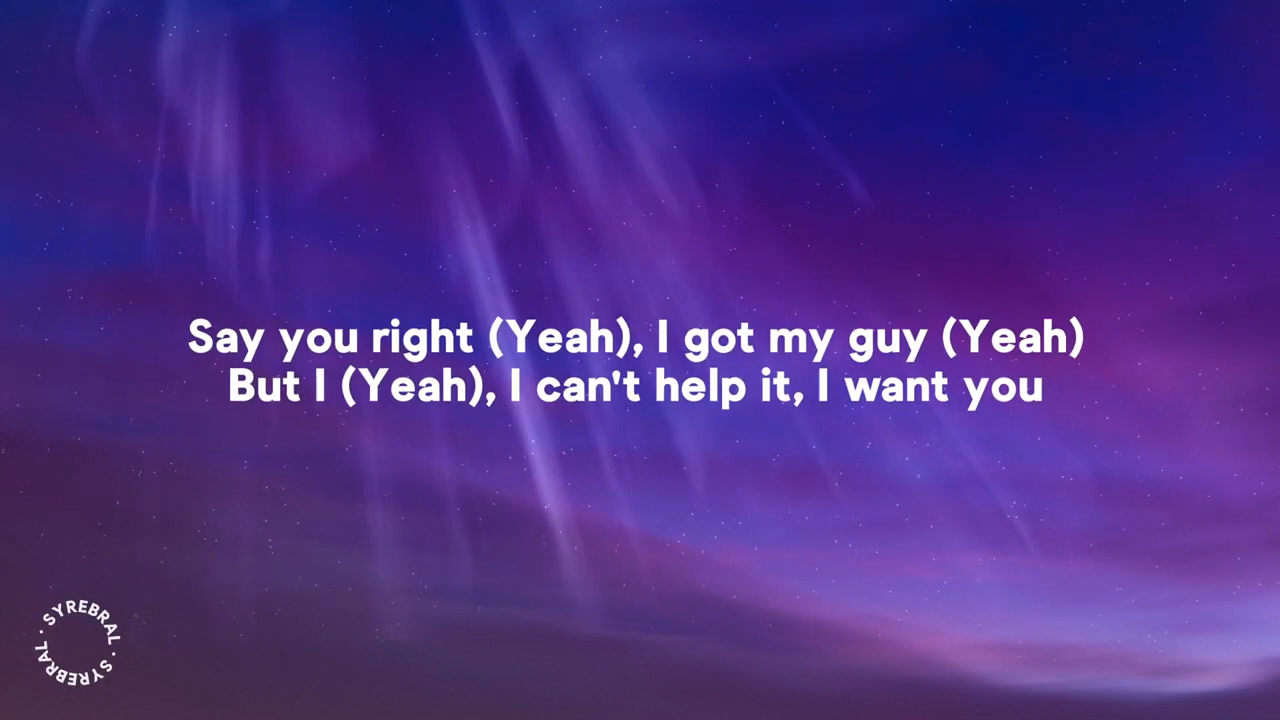 Say you right (Yeah), I got my guy (Yeah)
But I (Yeah), I can't help it, I want you
SYREBRAL · SYREBRAL ·